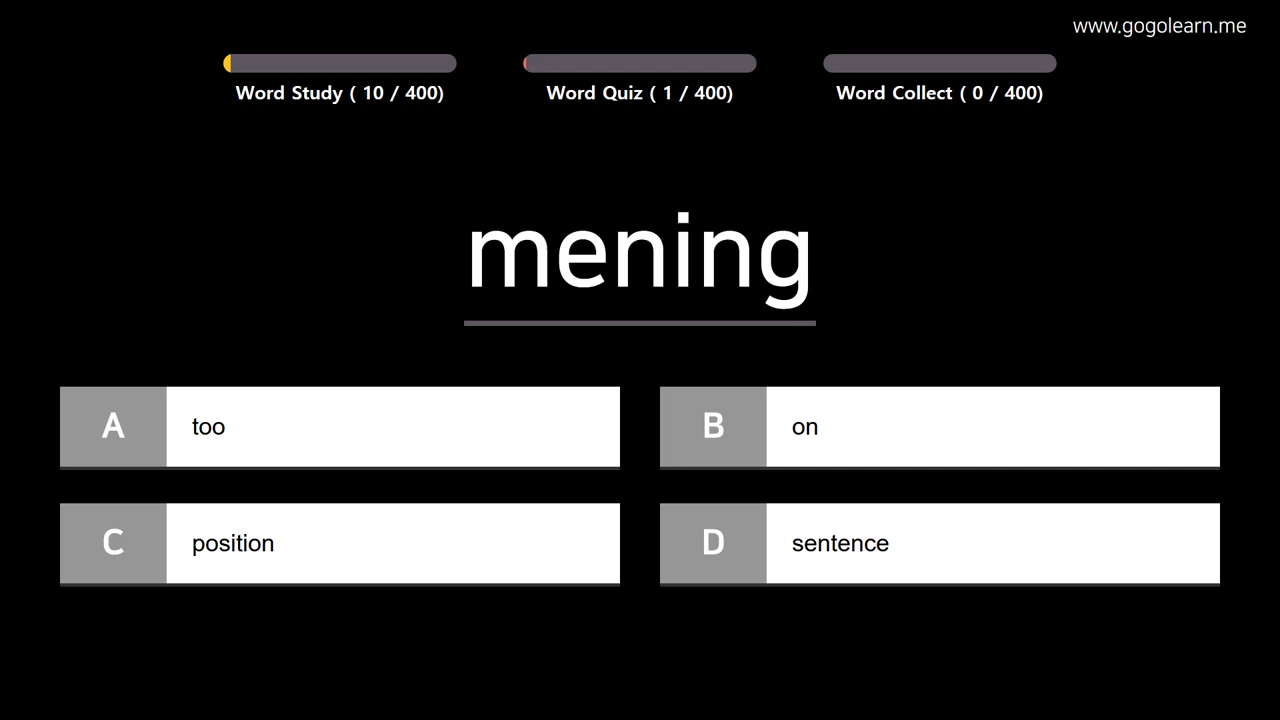 www.gogolearn.me
Word Study ( 10 / 400)
Word Quiz ( 1 / 400)
Word Collect ( 0 / 400)
mening
A
too
B
on
C
position
D
sentence